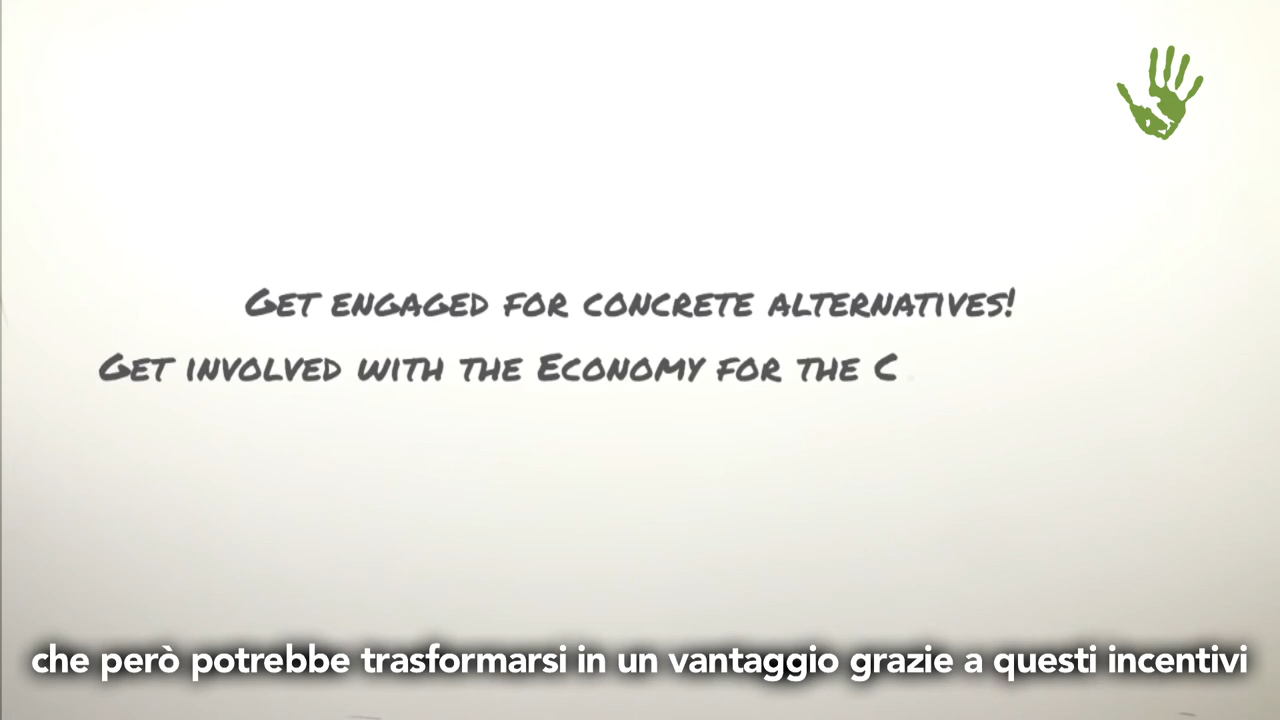 Get engaged for concrete alternatives!
Get involved with the Economy for the C
che però potrebbe trasformarsi in un vantaggio grazie a questi incentivi